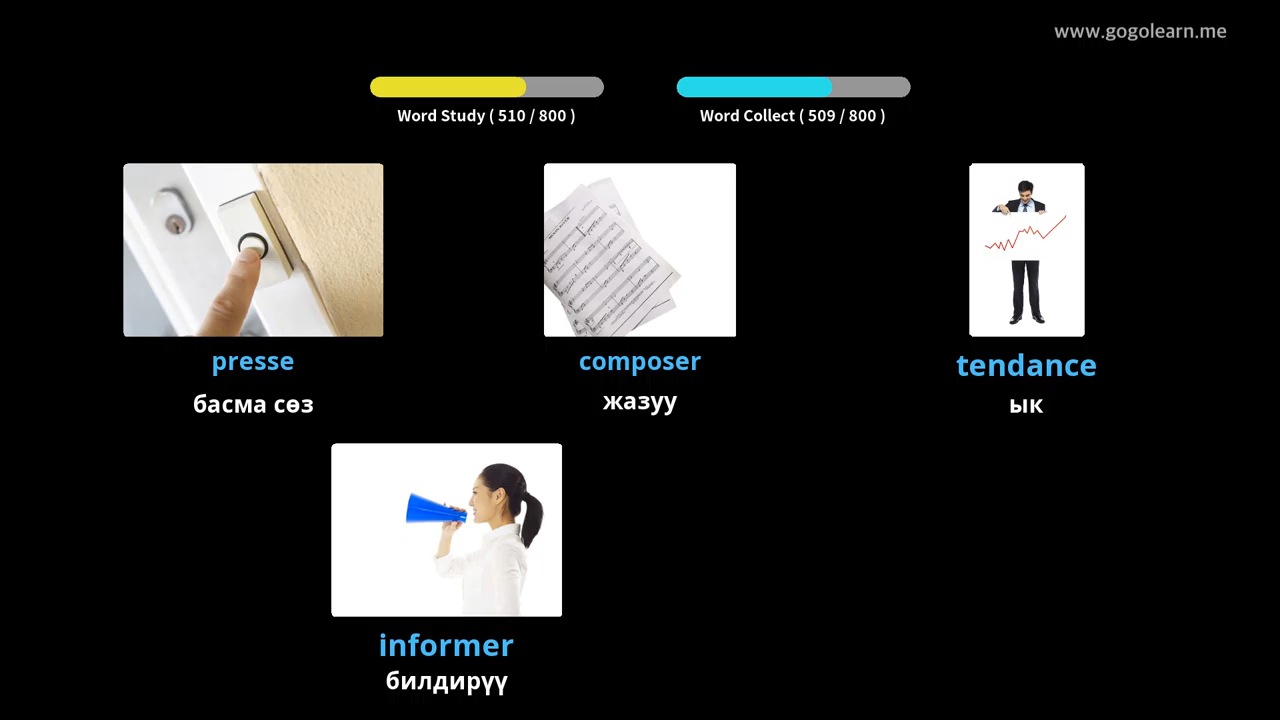 www.gogolearn.me
Word Study ( 510 / 800 )
Word Collect ( 509 / 800 )
presse
басма сөз
composer
жазуу
tendance
ык
informer
билдирүү